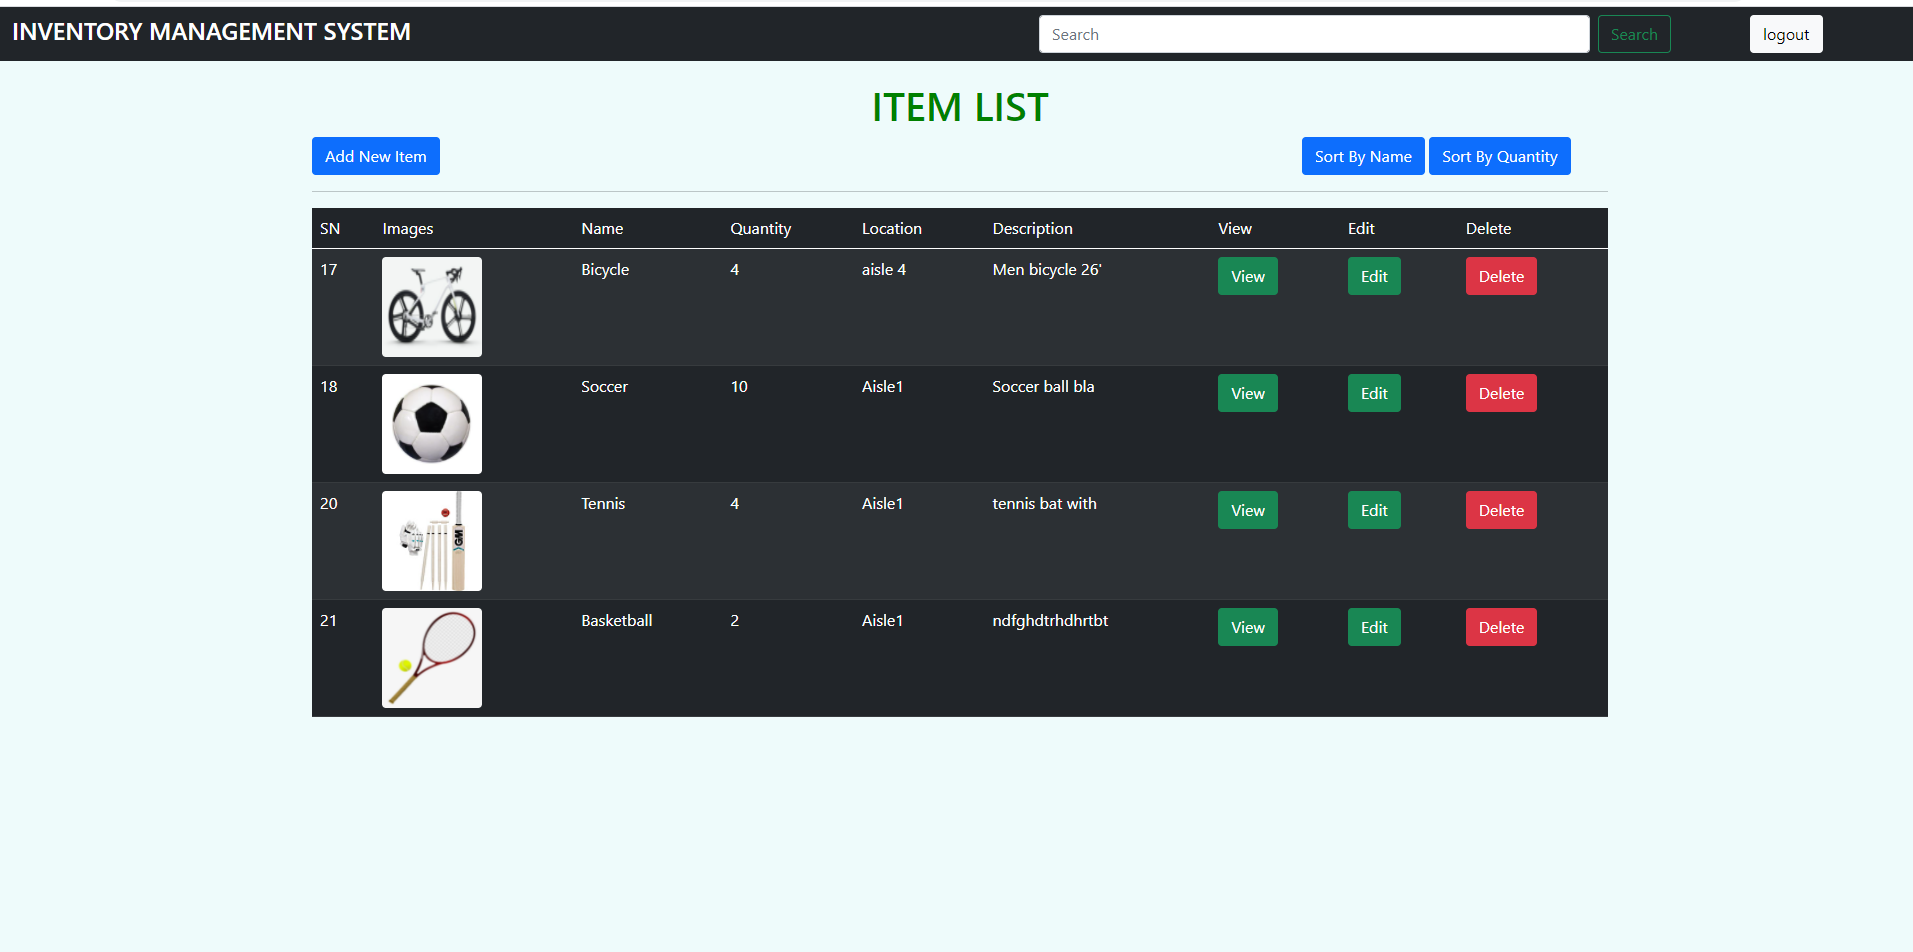 INVENTORY MANAGEMENT SYSTEM Search Search logout
ITEM LIST
Add New Item Sort By Name Sort By Quantity
SN Images Name Quantity Location Description View Edit Delete
17 Bicycle 4 aisle 4 Men bicycle 26' View Edit Delete
18 Soccer 10 Aisle1 Soccer ball bla View Edit Delete
20 Tennis 4 Aisle1 tennis bat with View Edit Delete
GM
21 Basketball 2 Aisle1 ndfghdtrhdhrtbt View Edit Delete